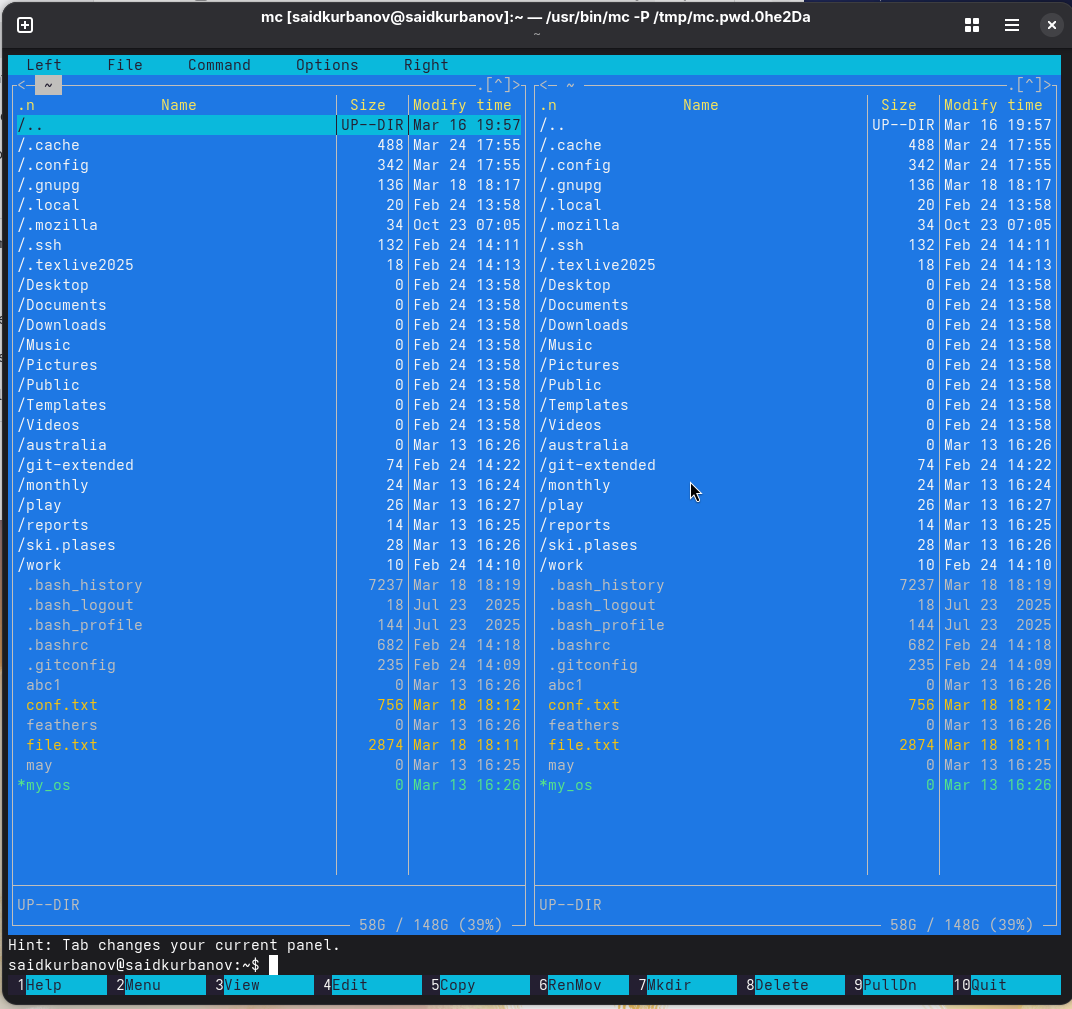 mc [saidkurbanov@saidkurbanov]:~ — /usr/bin/mc -P /tmp/mc.pwd.0he2Da
~
Left File Command Options Right
<— ~ .[^]> <— ~ .[^]>
.n Name Size Modify time .n Name Size Modify time
/.. UP--DIR Mar 16 19:57 /.. UP--DIR Mar 16 19:57
/.cache 488 Mar 24 17:55 /.cache 488 Mar 24 17:55
/.config 342 Mar 24 17:55 /.config 342 Mar 24 17:55
/.gnupg 136 Mar 18 18:17 /.gnupg 136 Mar 18 18:17
/.local 20 Feb 24 13:58 /.local 20 Feb 24 13:58
/.mozilla 34 Oct 23 07:05 /.mozilla 34 Oct 23 07:05
/.ssh 132 Feb 24 14:11 /.ssh 132 Feb 24 14:11
/.texlive2025 18 Feb 24 14:13 /.texlive2025 18 Feb 24 14:13
/Desktop 0 Feb 24 13:58 /Desktop 0 Feb 24 13:58
/Documents 0 Feb 24 13:58 /Documents 0 Feb 24 13:58
/Downloads 0 Feb 24 13:58 /Downloads 0 Feb 24 13:58
/Music 0 Feb 24 13:58 /Music 0 Feb 24 13:58
/Pictures 0 Feb 24 13:58 /Pictures 0 Feb 24 13:58
/Public 0 Feb 24 13:58 /Public 0 Feb 24 13:58
/Templates 0 Feb 24 13:58 /Templates 0 Feb 24 13:58
/Videos 0 Feb 24 13:58 /Videos 0 Feb 24 13:58
/australia 0 Mar 13 16:26 /australia 0 Mar 13 16:26
/git-extended 74 Feb 24 14:22 /git-extended 74 Feb 24 14:22
/monthly 24 Mar 13 16:24 /monthly 24 Mar 13 16:24
/play 26 Mar 13 16:27 /play 26 Mar 13 16:27
/reports 14 Mar 13 16:25 /reports 14 Mar 13 16:25
/ski.plases 28 Mar 13 16:26 /ski.plases 28 Mar 13 16:26
/work 10 Feb 24 14:10 /work 10 Feb 24 14:10
.bash_history 7237 Mar 18 18:19 .bash_history 7237 Mar 18 18:19
.bash_logout 18 Jul 23 2025 .bash_logout 18 Jul 23 2025
.bash_profile 144 Jul 23 2025 .bash_profile 144 Jul 23 2025
.bashrc 682 Feb 24 14:18 .bashrc 682 Feb 24 14:18
.gitconfig 235 Feb 24 14:09 .gitconfig 235 Feb 24 14:09
abc1 0 Mar 13 16:26 abc1 0 Mar 13 16:26
conf.txt 756 Mar 18 18:12 conf.txt 756 Mar 18 18:12
feathers 0 Mar 13 16:26 feathers 0 Mar 13 16:26
file.txt 2874 Mar 18 18:11 file.txt 2874 Mar 18 18:11
may 0 Mar 13 16:25 may 0 Mar 13 16:25
*my_os 0 Mar 13 16:26 *my_os 0 Mar 13 16:26
UP--DIR UP--DIR
58G / 148G (39%) 58G / 148G (39%)
Hint: Tab changes your current panel.
saidkurbanov@saidkurbanov:~$
1Help 2Menu 3View 4Edit 5Copy 6RenMov 7Mkdir 8Delete 9PullDn 10Quit